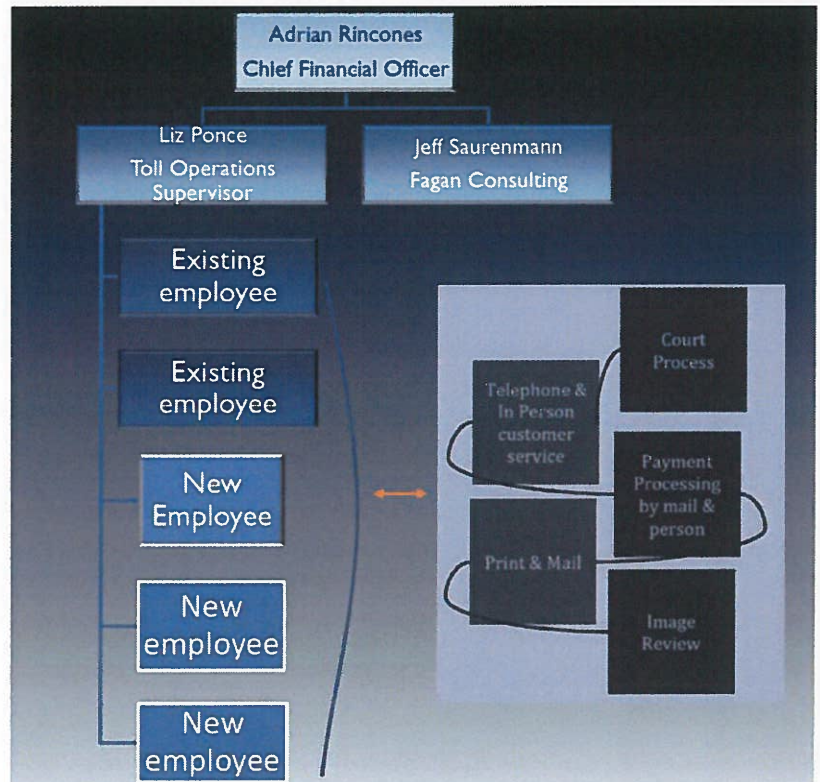 Adrian Rincones
Chief Financial Officer
Liz Ponce
Toll Operations
Supervisor
Jeff Saurenmann
Fagan Consulting
Existing
employee
Existing
employee
New
Employee
New
employee
New
employee
Court
Process
Telephone &
In Person
customer
service
Payment
Processing
by mail &
person
Print & Mail
Image
Review